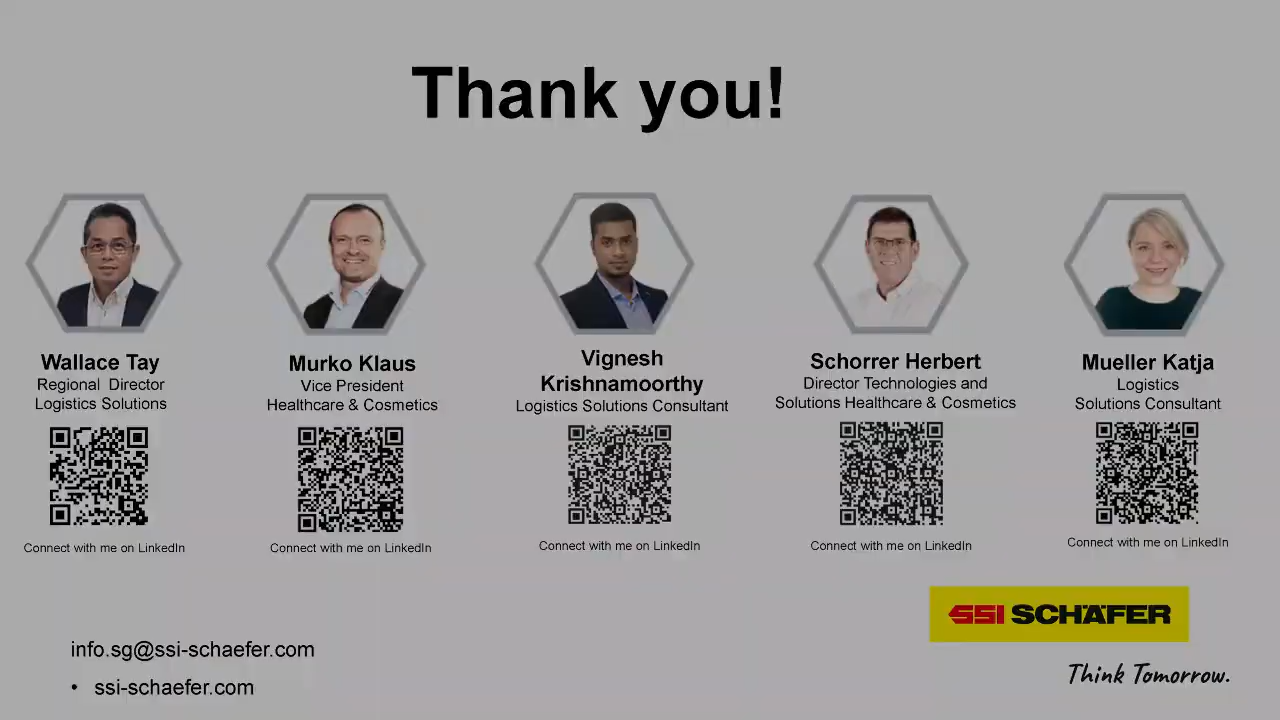 Thank you!
Wallace Tay
Regional Director
Logistics Solutions
Connect with me on LinkedIn
Murko Klaus
Vice President
Healthcare & Cosmetics
Connect with me on LinkedIn
Vignesh
Krishnamoorthy
Logistics Solutions Consultant
Connect with me on LinkedIn
Schorrer Herbert
Director Technologies and
Solutions Healthcare & Cosmetics
Connect with me on LinkedIn
Mueller Katja
Logistics
Solutions Consultant
Connect with me on LinkedIn
info.sg@ssi-schaefer.com
• ssi-schaefer.com
SSI SCHÄFER
Think Tomorrow.